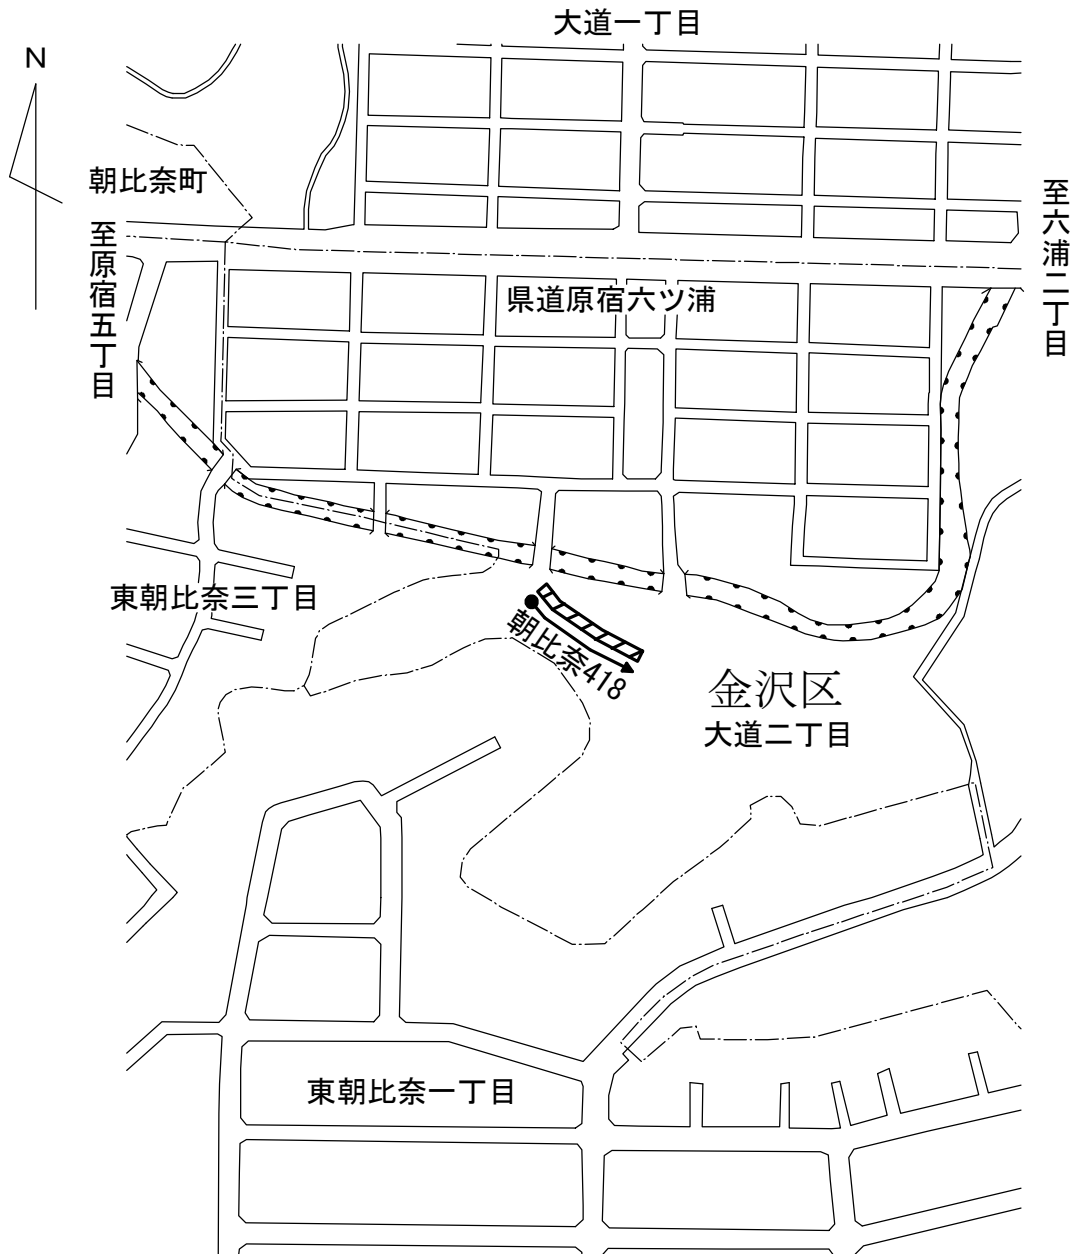 大道一丁目
N
朝比奈町
至原宿五丁目
至六浦二丁目
県道原宿六ツ浦
東朝比奈三丁目
朝比奈418
金沢区
大道二丁目
東朝比奈一丁目